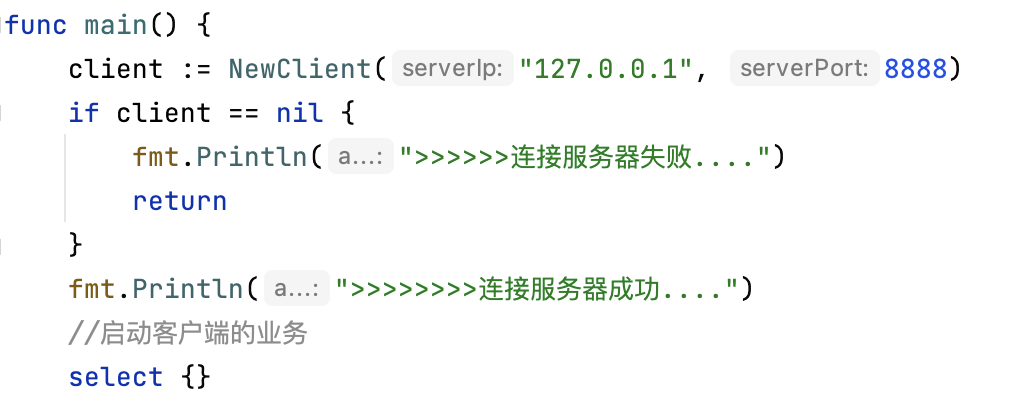 func main() {
client := NewClient( serverIp: "127.0.0.1", serverPort: 8888)
if client == nil {
fmt.Println( a...: ">>>>>>连接服务器失败....")
return
}
fmt.Println( a...: ">>>>>>>>连接服务器成功....")
//启动客户端的业务
select {}